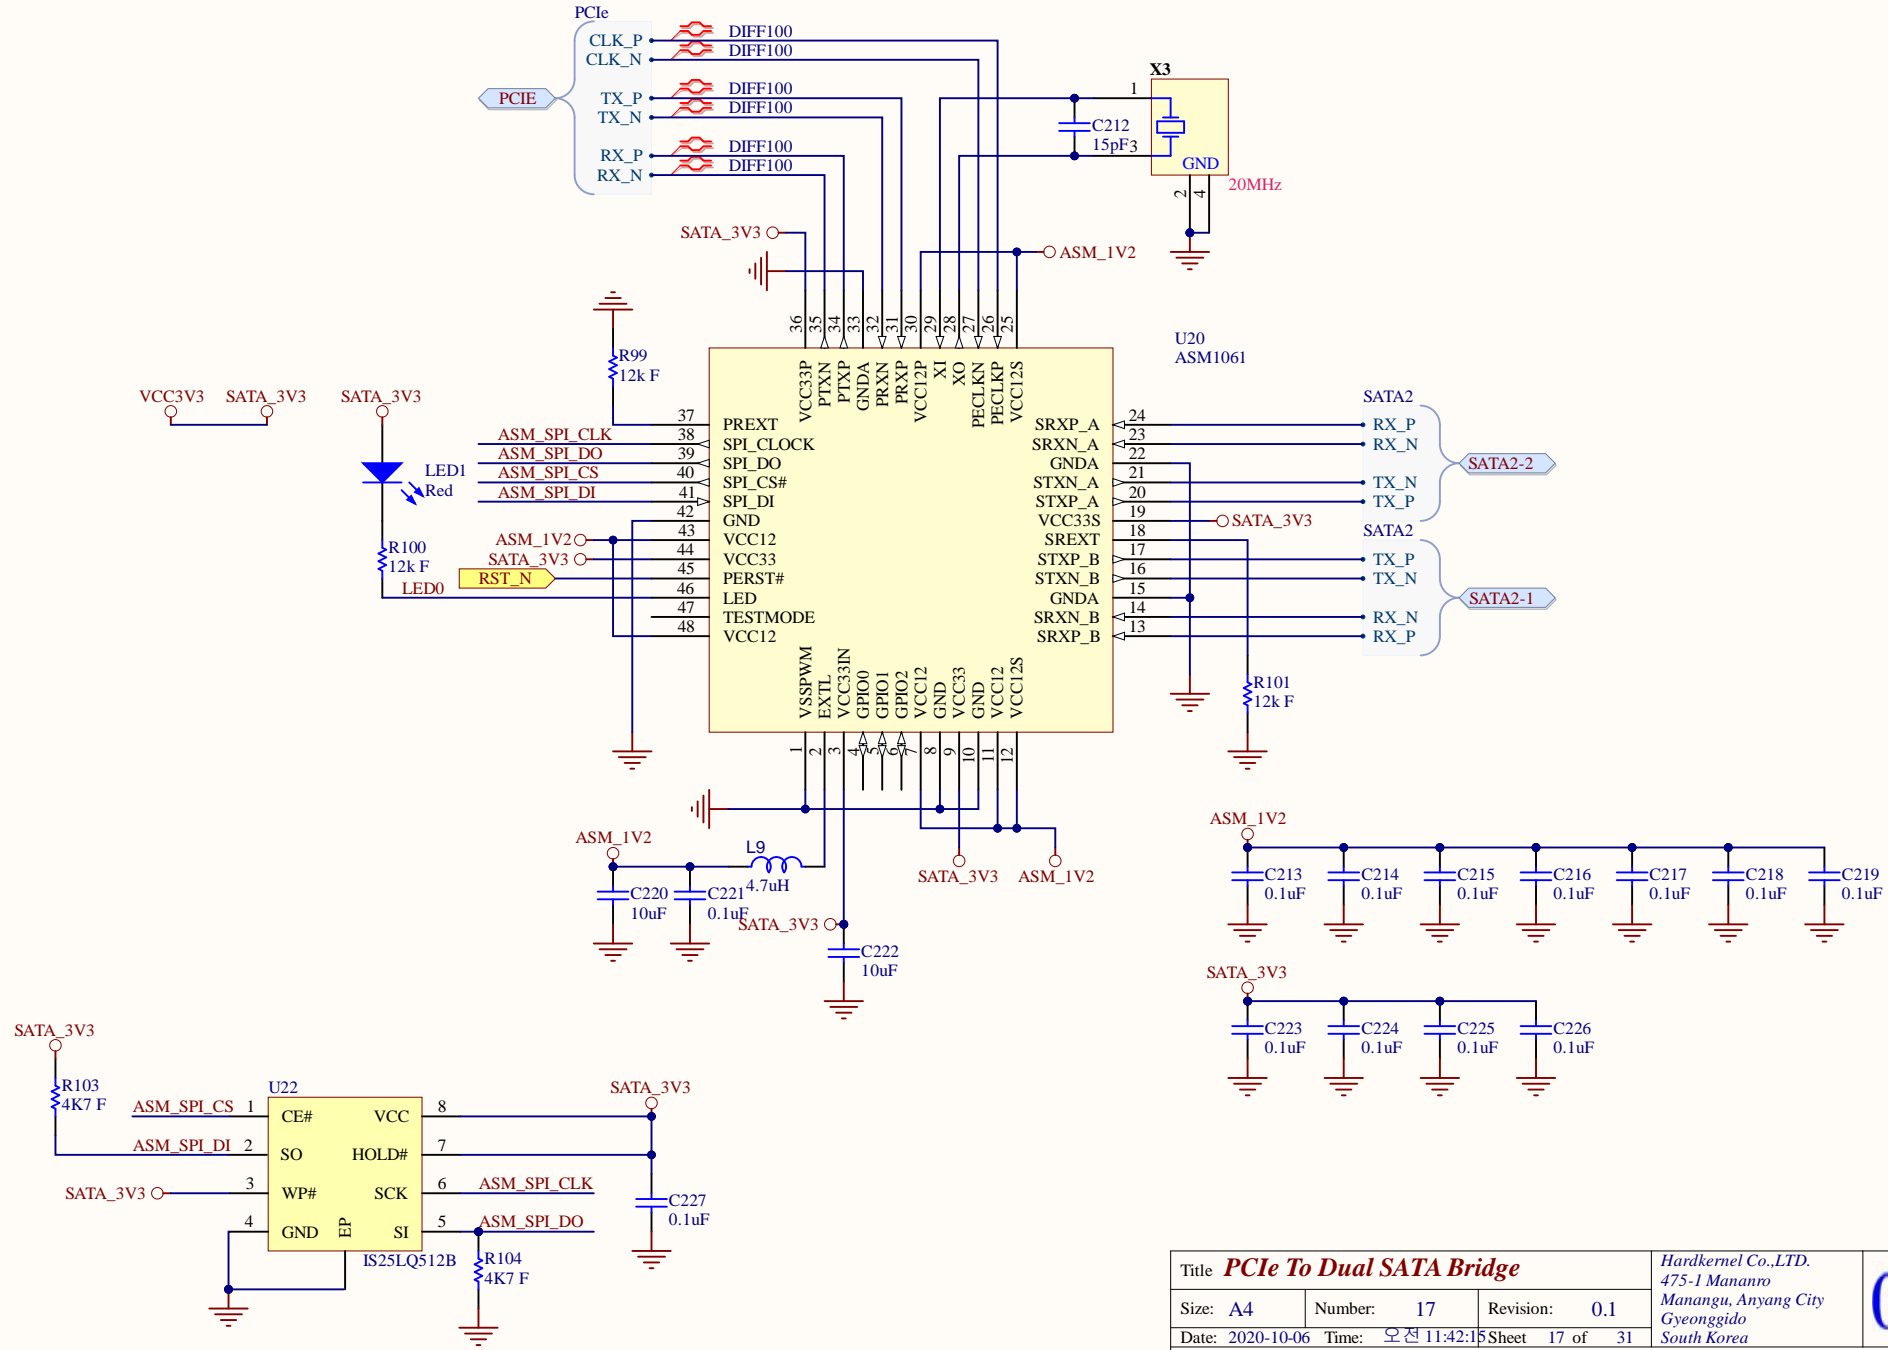 PCIe
CLK_P DIFF100
CLK_N DIFF100
PCIE
TX_P DIFF100
TX_N DIFF100
RX_P DIFF100
RX_N DIFF100
X3
1
C212
15pF 3
GND
20MHz
2 4
SATA_3V3
ASM_1V2
36 35 34 33 32 31 30 29 28 27 26 25
VCC33P PTXN PTXP GNDA PRXN PRXP VCC12P XI XO PECLKN PECLKP VCC12S
U20
ASM1061
R99
12k F
VCC3V3 SATA_3V3 SATA_3V3
LED1
Red
R100
12k F
LED0
37 PREXT
ASM_SPI_CLK 38 SPI_CLOCK
ASM_SPI_DO 39 SPI_DO
ASM_SPI_CS 40 SPI_CS#
ASM_SPI_DI 41 SPI_DI
42 GND
ASM_1V2 43 VCC12
SATA_3V3 44 VCC33
RST_N 45 PERST#
46 LED
47 TESTMODE
48 VCC12
SRXP_A 24
SRXN_A 23
GNDA 22
STXN_A 21
STXP_A 20
VCC33S 19 SATA_3V3
SREXT 18
STXP_B 17
STXN_B 16
GNDA 15
SRXN_B 14
SRXP_B 13
SATA2
RX_P
RX_N
SATA2-2
TX_N
TX_P
SATA2
TX_P
TX_N
SATA2-1
RX_N
RX_P
R101
12k F
VSSPWM EXTL VCC33IN GPIO0 GPIO1 GPIO2 VCC12 GND VCC33 GND VCC12 VCC12S
1 2 3 4 5 6 7 8 9 10 11 12
ASM_1V2
L9
4.7uH
C220
10uF
C221
0.1uF
SATA_3V3
C222
10uF
SATA_3V3 ASM_1V2
ASM_1V2
C213 C214 C215 C216 C217 C218 C219
0.1uF 0.1uF 0.1uF 0.1uF 0.1uF 0.1uF 0.1uF
SATA_3V3
C223 C224 C225 C226
0.1uF 0.1uF 0.1uF 0.1uF
SATA_3V3
R103
4K7 F
U22
SATA_3V3
ASM_SPI_CS 1 CE# VCC 8
ASM_SPI_DI 2 SO HOLD# 7
SATA_3V3 3 WP# SCK 6 ASM_SPI_CLK
4 GND EP SI 5 ASM_SPI_DO
IS25LQ512B
C227
0.1uF
R104
4K7 F
Title PCIe To Dual SATA Bridge
Size: A4 Number: 17 Revision: 0.1
Date: 2020-10-06 Time: 오전 11:42:15 Sheet 17 of 31
Hardkernel Co.,LTD.
475-1 Mananro
Manangu, Anyang City
Gyeonggido
South Korea